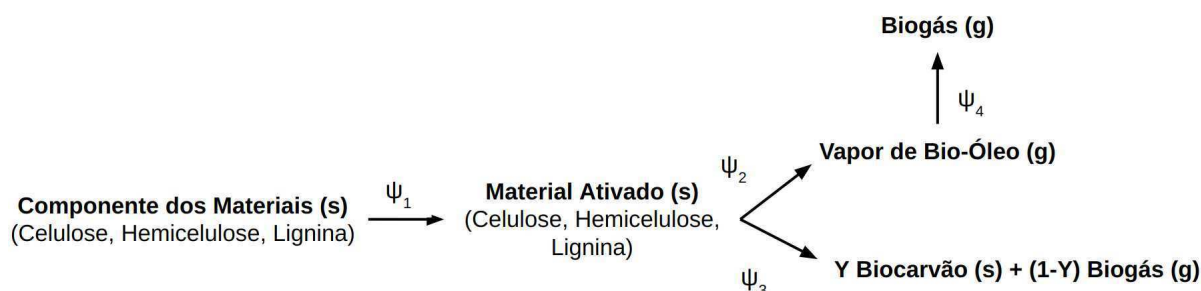 Biogás (g)
ψ4
Vapor de Bio-Óleo (g)
ψ2
ψ1
Componente dos Materiais (s)
(Celulose, Hemicelulose, Lignina)
Material Ativado (s)
(Celulose, Hemicelulose,
Lignina)
ψ3
Y Biocarvão (s) + (1-Y) Biogás (g)